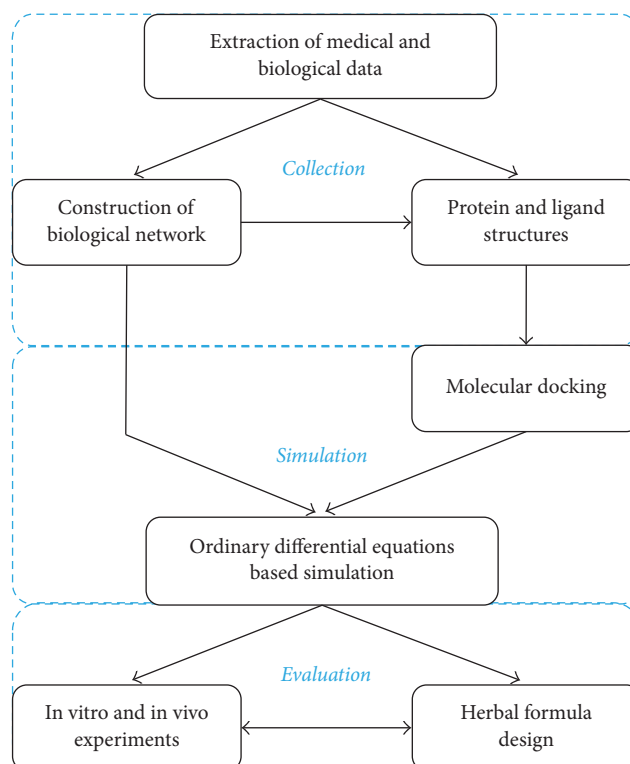 Extraction of medical and
biological data
Collection
Construction of
biological network
Protein and ligand
structures
Molecular docking
Simulation
Ordinary differential equations
based simulation
Evaluation
In vitro and in vivo
experiments
Herbal formula
design